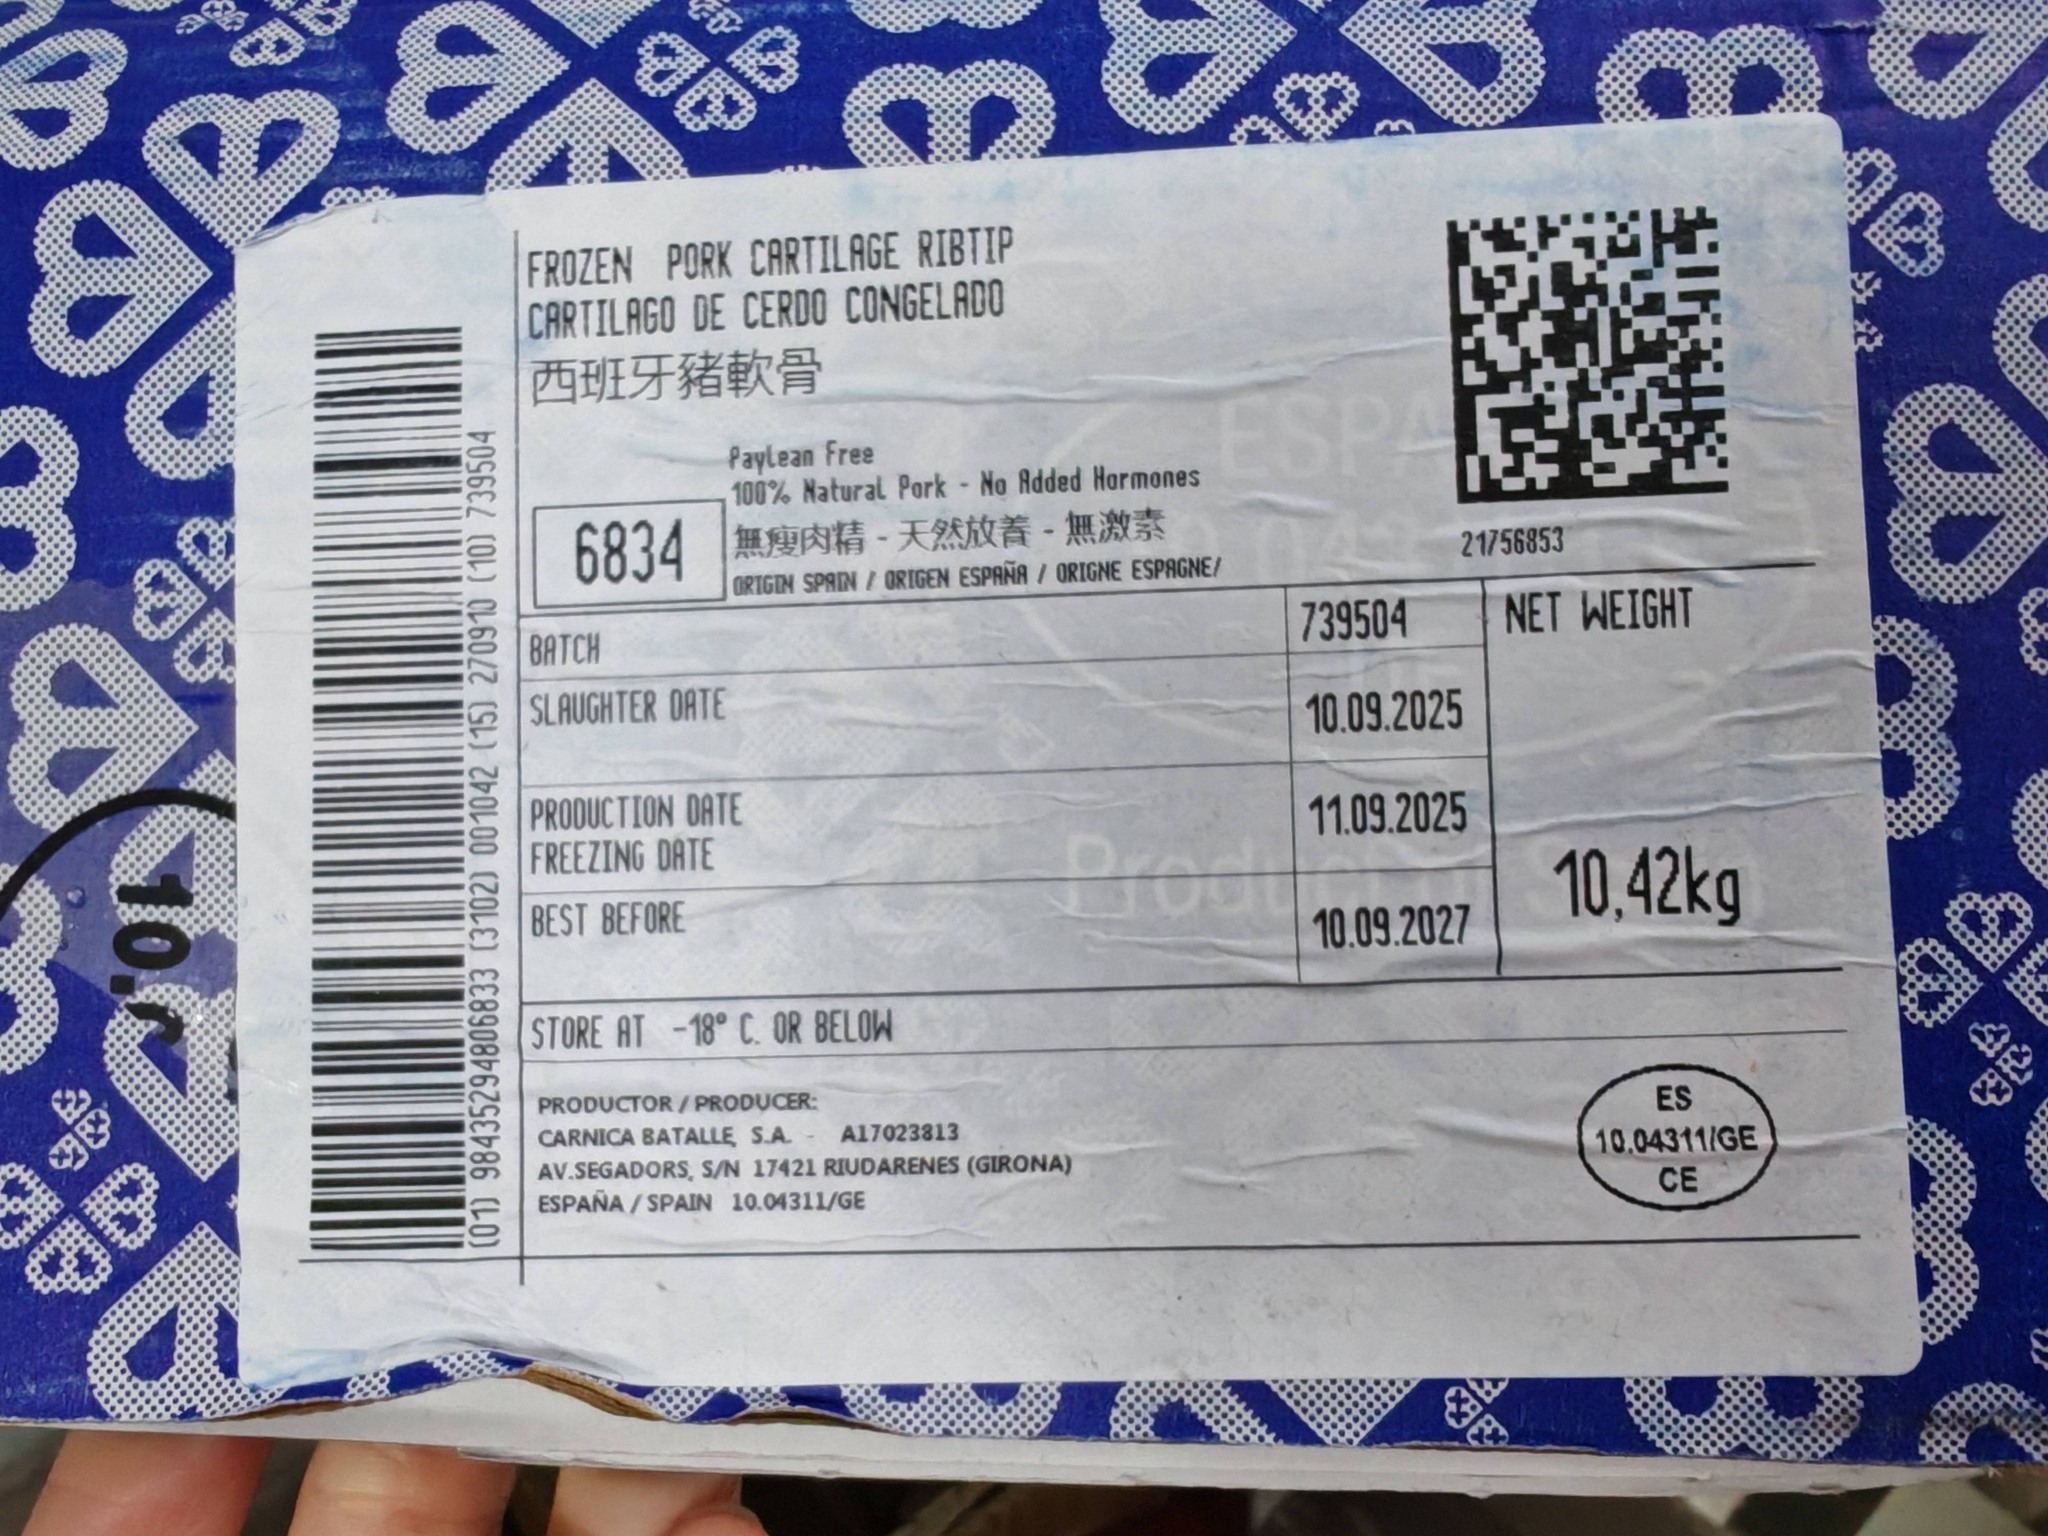 FROZEN PORK CARTILAGE RIBTIP
CARTILAGO DE CERDO CONGELADO
西班牙豬軟骨
PayLean Free
100% Natural Pork - No Added Hormones
6834
無瘦肉精 - 天然放養 - 無激素
ORIGIN SPAIN / ORIGEN ESPAÑA / ORIGNE ESPAGNE/
21756853
BATCH 739504
NET WEIGHT
SLAUGHTER DATE 10.09.2025
PRODUCTION DATE 11.09.2025
FREEZING DATE
10,42kg
BEST BEFORE 10.09.2027
STORE AT -18° C. OR BELOW
PRODUCTOR / PRODUCER:
CARNICA BATALLE, S.A. - A17023813
AV.SEGADORS, S/N 17421 RIUDARENES (GIRONA)
ESPAÑA / SPAIN 10.04311/GE
ES
10.04311/GE
CE
(01) 98435294806833 (3102) 001042 (15) 270910 (10) 739504